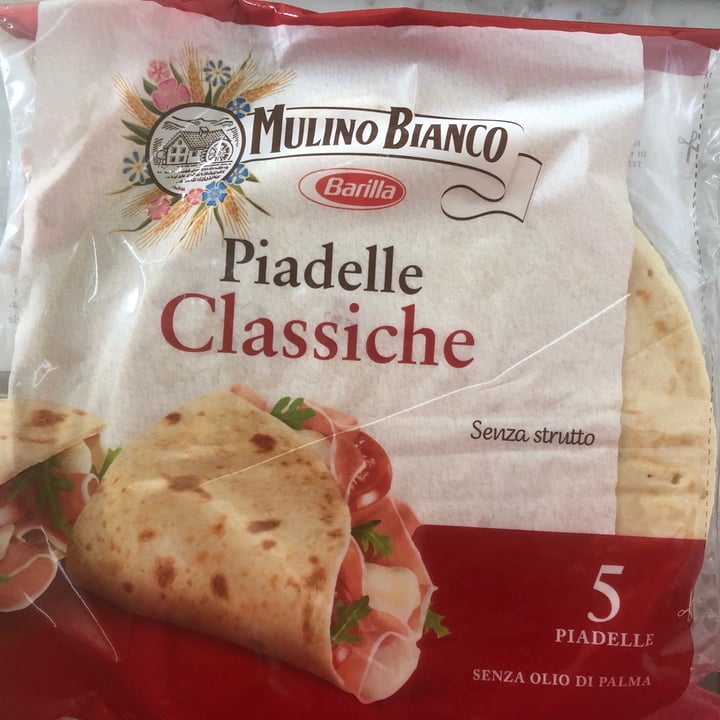 MULINO BIANCO
Barilla
Piadelle
Classiche
Senza strutto
5
PIADELLE
SENZA OLIO DI PALMA